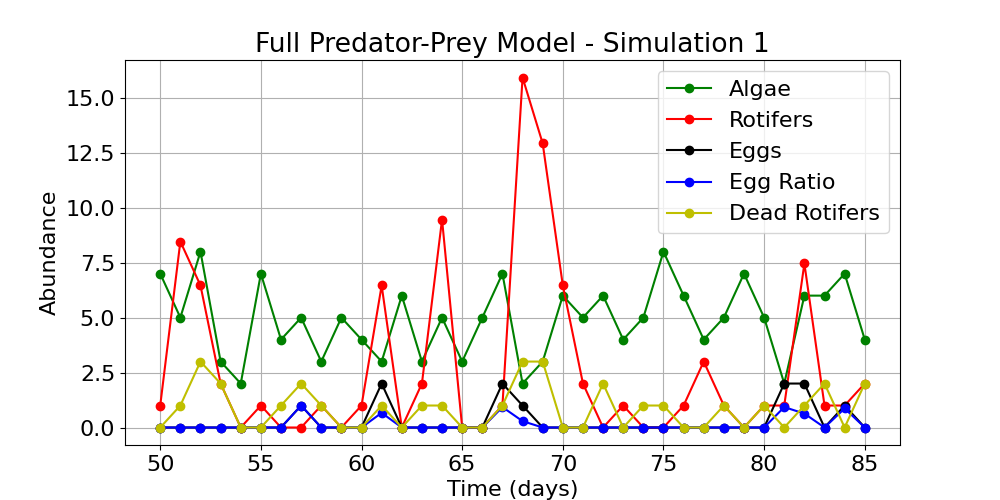 Full Predator-Prey Model - Simulation 1
Abundance
15.0
12.5
10.0
7.5
5.0
2.5
0.0
Algae
Rotifers
Eggs
Egg Ratio
Dead Rotifers
50 55 60 65 70 75 80 85
Time (days)